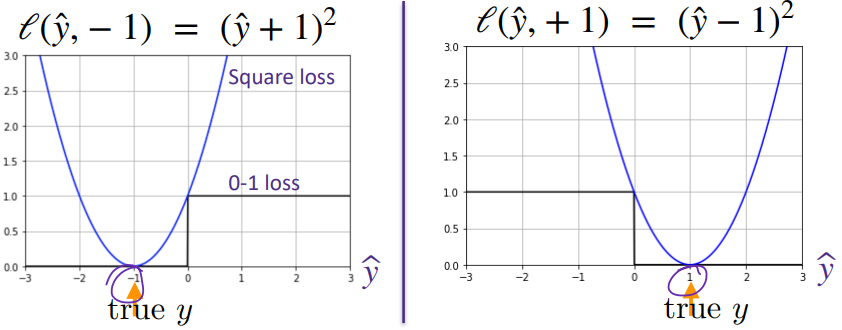 ℓ(ŷ, − 1) = (ŷ + 1)²
3.0
2.5
2.0
1.5
1.0
0.5
0.0
Square loss
0-1 loss
−3 −2 −1 0 1 2 3 ŷ
true y
ℓ(ŷ, + 1) = (ŷ − 1)²
3.0
2.5
2.0
1.5
1.0
0.5
0.0
−3 −2 −1 0 1 2 3 ŷ
true y